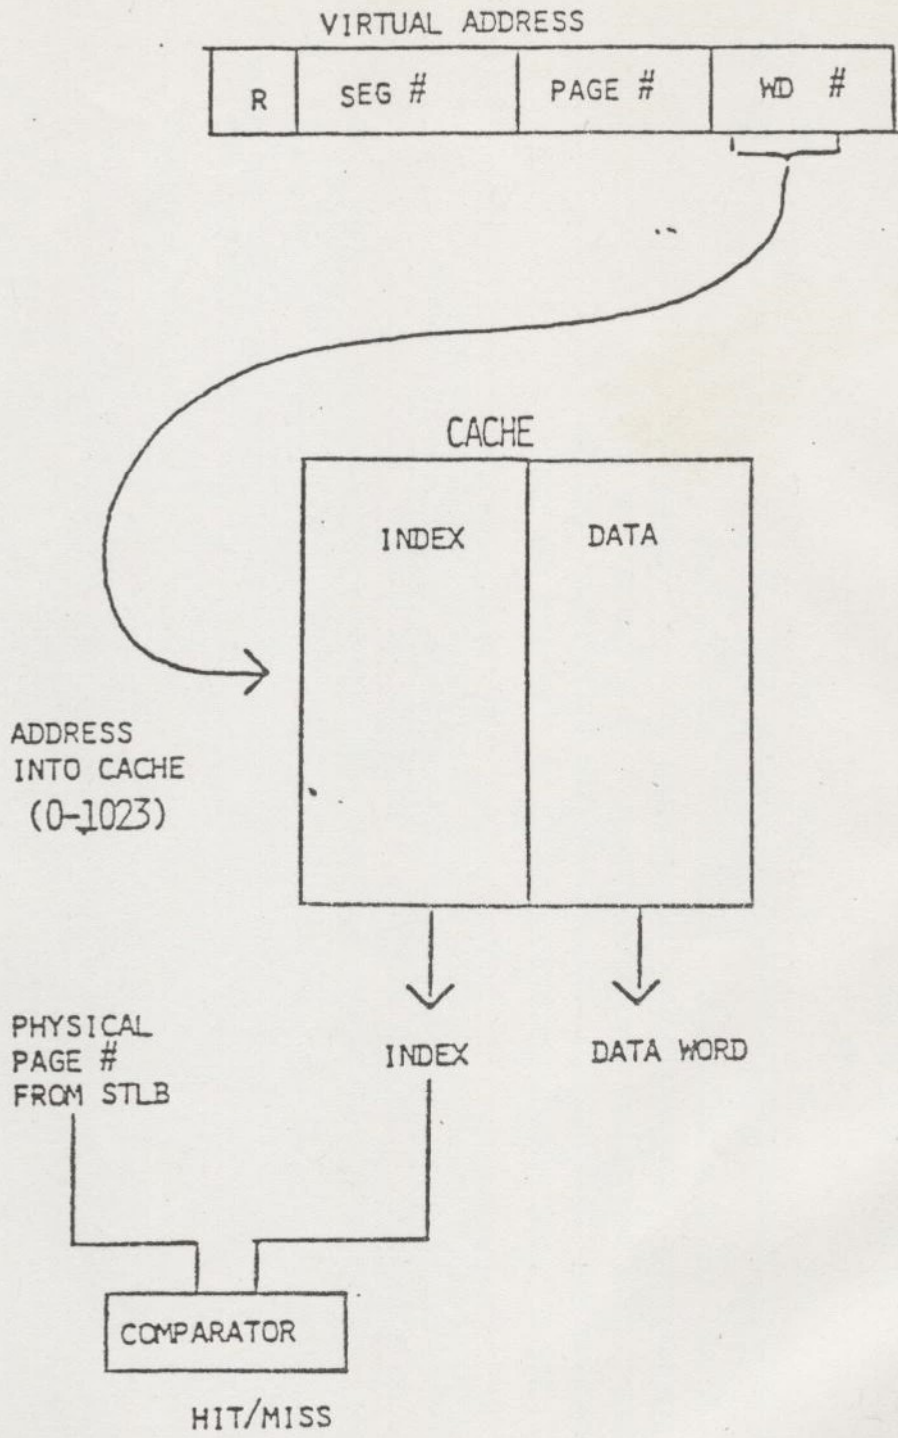 VIRTUAL ADDRESS
R
SEG #
PAGE #
WD #
CACHE
INDEX
DATA
ADDRESS
INTO CACHE
(0-1023)
PHYSICAL
PAGE #
FROM STLB
INDEX
DATA WORD
COMPARATOR
HIT/MISS